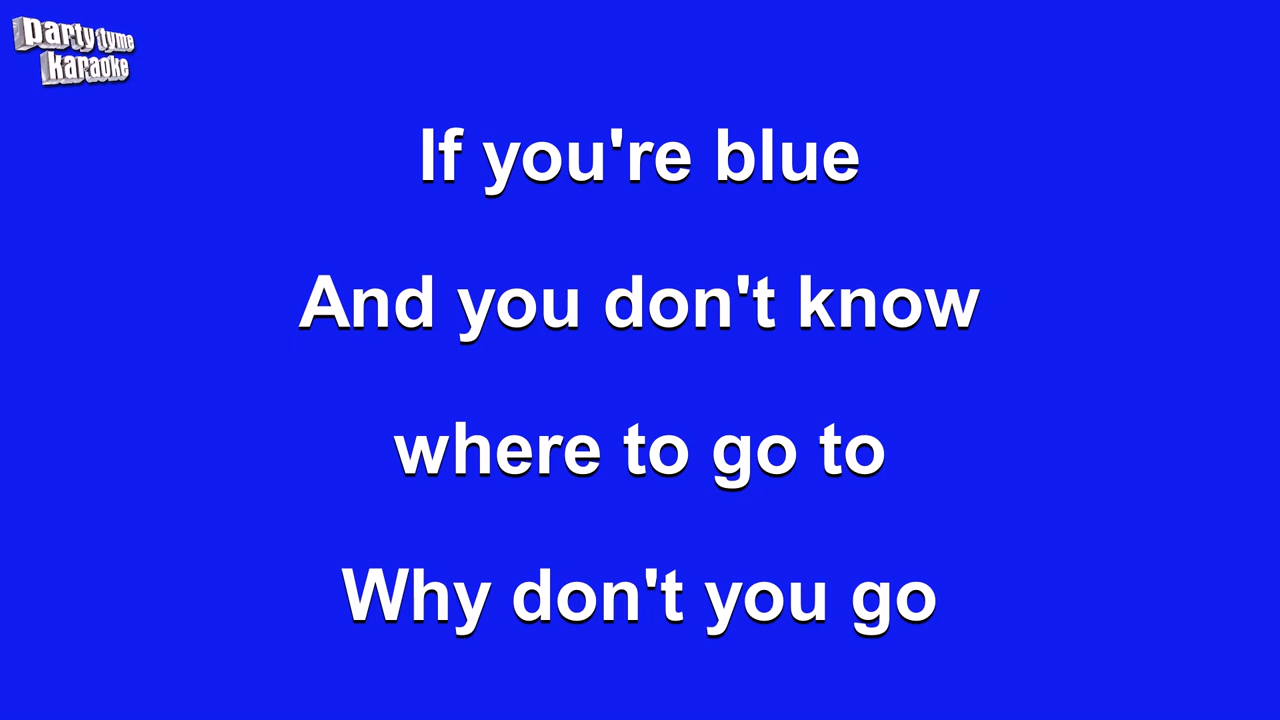 party tyme
karaoke
If you're blue
And you don't know
where to go to
Why don't you go